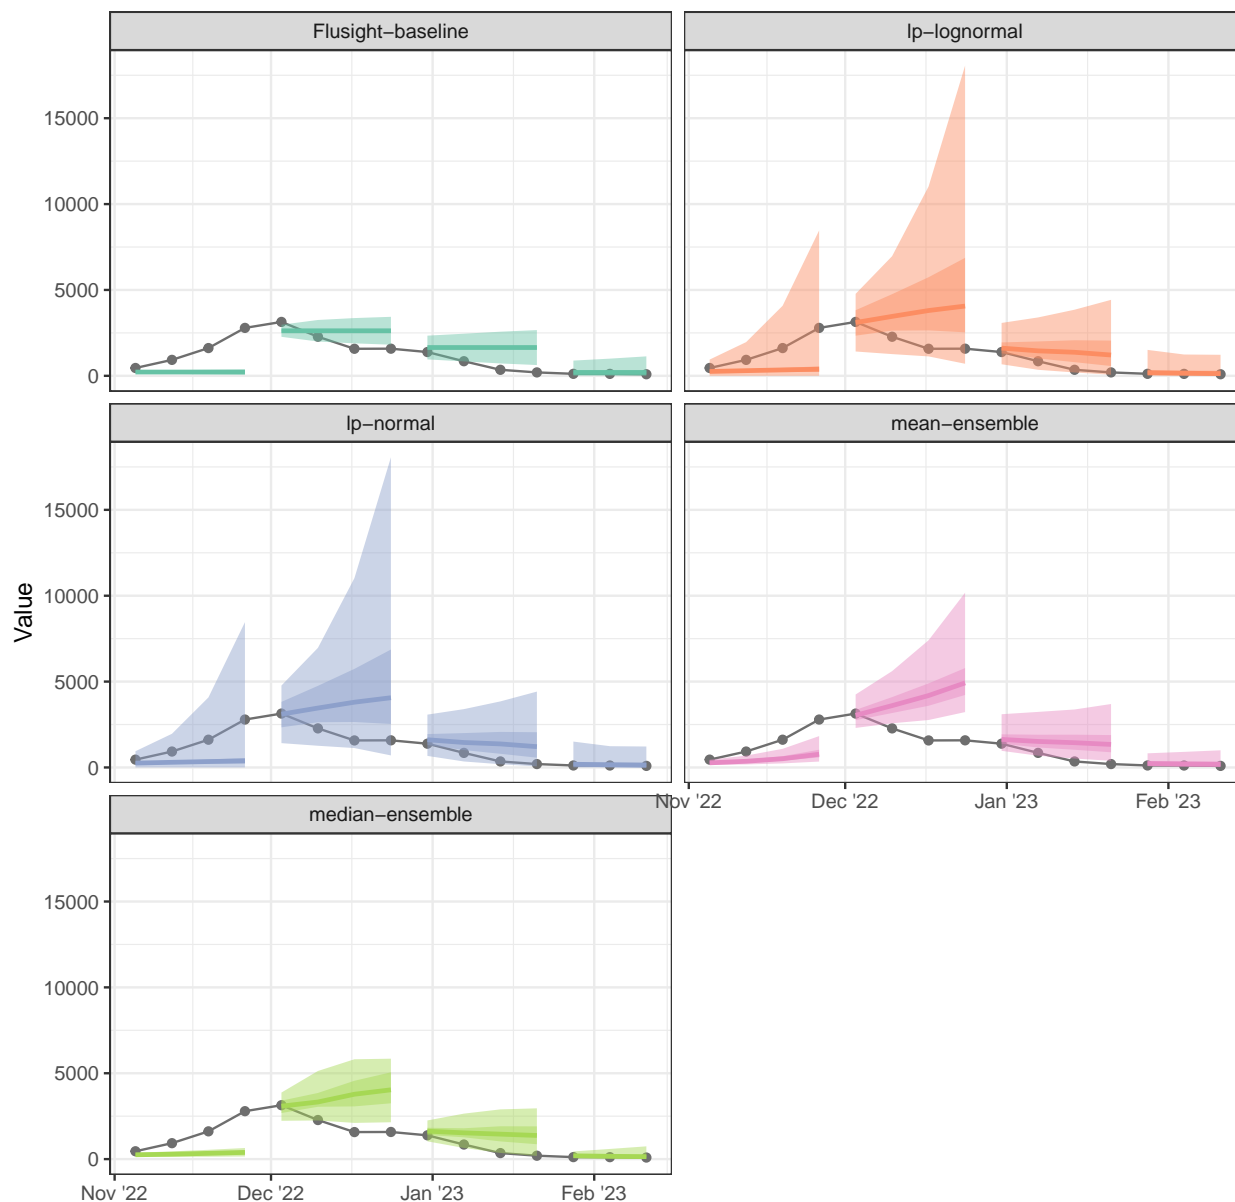 Flusight−baseline
lp−lognormal
15000
10000
5000
0
lp−normal
mean−ensemble
15000
10000
5000
0
Value
Nov '22 Dec '22 Jan '23 Feb '23
median−ensemble
15000
10000
5000
0
Nov '22 Dec '22 Jan '23 Feb '23